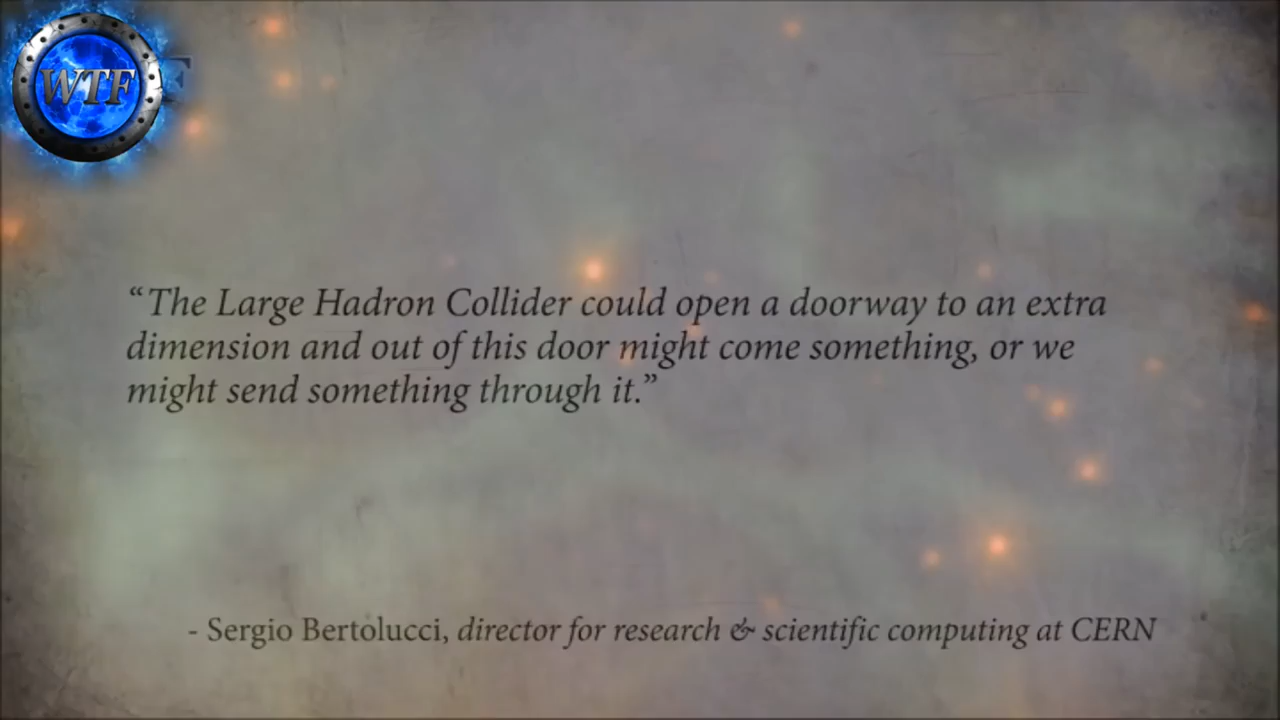 WTF
“The Large Hadron Collider could open a doorway to an extra
dimension and out of this door might come something, or we
might send something through it.”
- Sergio Bertolucci, director for research & scientific computing at CERN